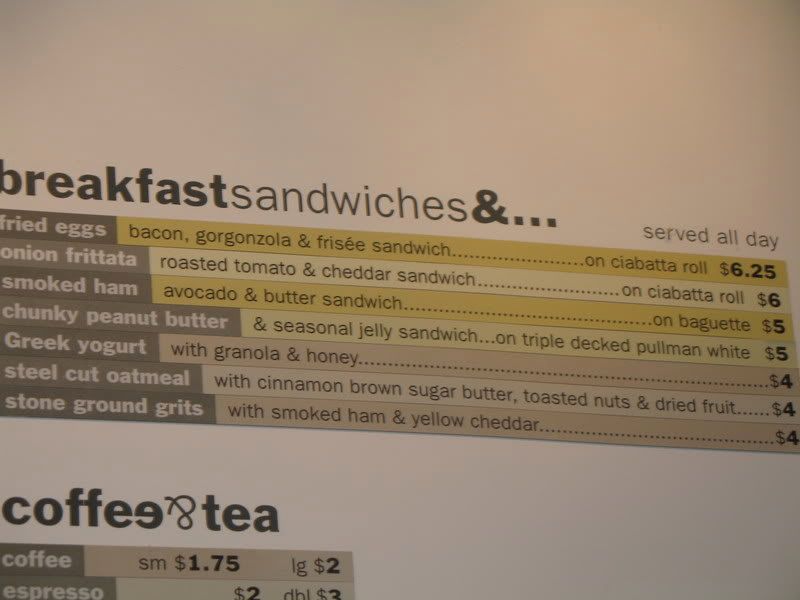 breakfastsandwiches&...
served all day
fried eggs bacon, gorgonzola & frisée sandwich......................on ciabatta roll $6.25
onion frittata roasted tomato & cheddar sandwich........................on ciabatta roll $6
smoked ham avocado & butter sandwich..........................................on baguette $5
chunky peanut butter & seasonal jelly sandwich...on triple decked pullman white $5
Greek yogurt with granola & honey......................................................................$4
steel cut oatmeal with cinnamon brown sugar butter, toasted nuts & dried fruit......$4
stone ground grits with smoked ham & yellow cheddar........................................$4
coffee&tea
coffee sm $1.75 lg $2
espresso $2 dbl $3